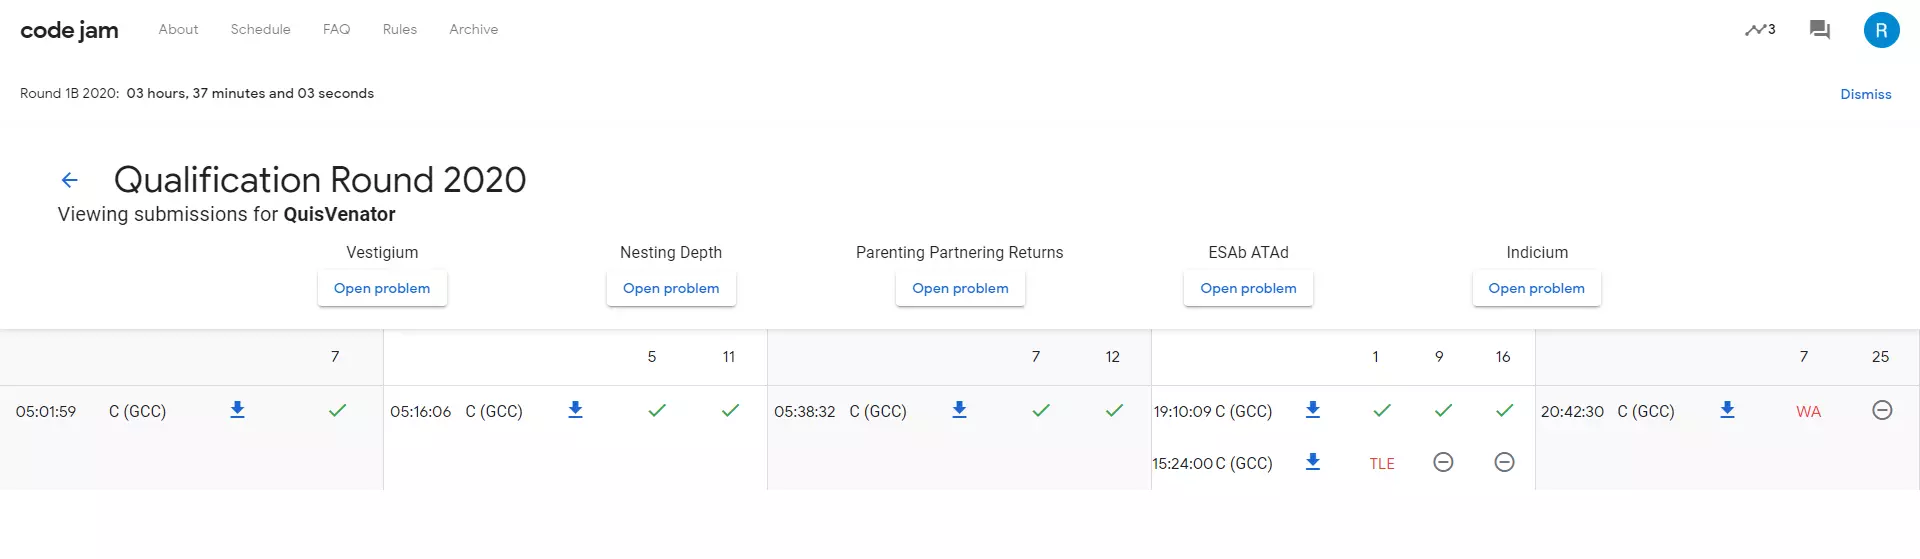 code jam About Schedule FAQ Rules Archive 3 R
Round 1B 2020: 03 hours, 37 minutes and 03 seconds Dismiss
Qualification Round 2020
Viewing submissions for QuisVenator
Vestigium Nesting Depth Parenting Partnering Returns ESAb ATAd Indicium
Open problem Open problem Open problem Open problem Open problem
7 5 11 7 12 1 9 16 7 25
05:01:59 C (GCC) 05:16:06 C (GCC) 05:38:32 C (GCC) 19:10:09 C (GCC) 20:42:30 C (GCC) WA
15:24:00 C (GCC) TLE